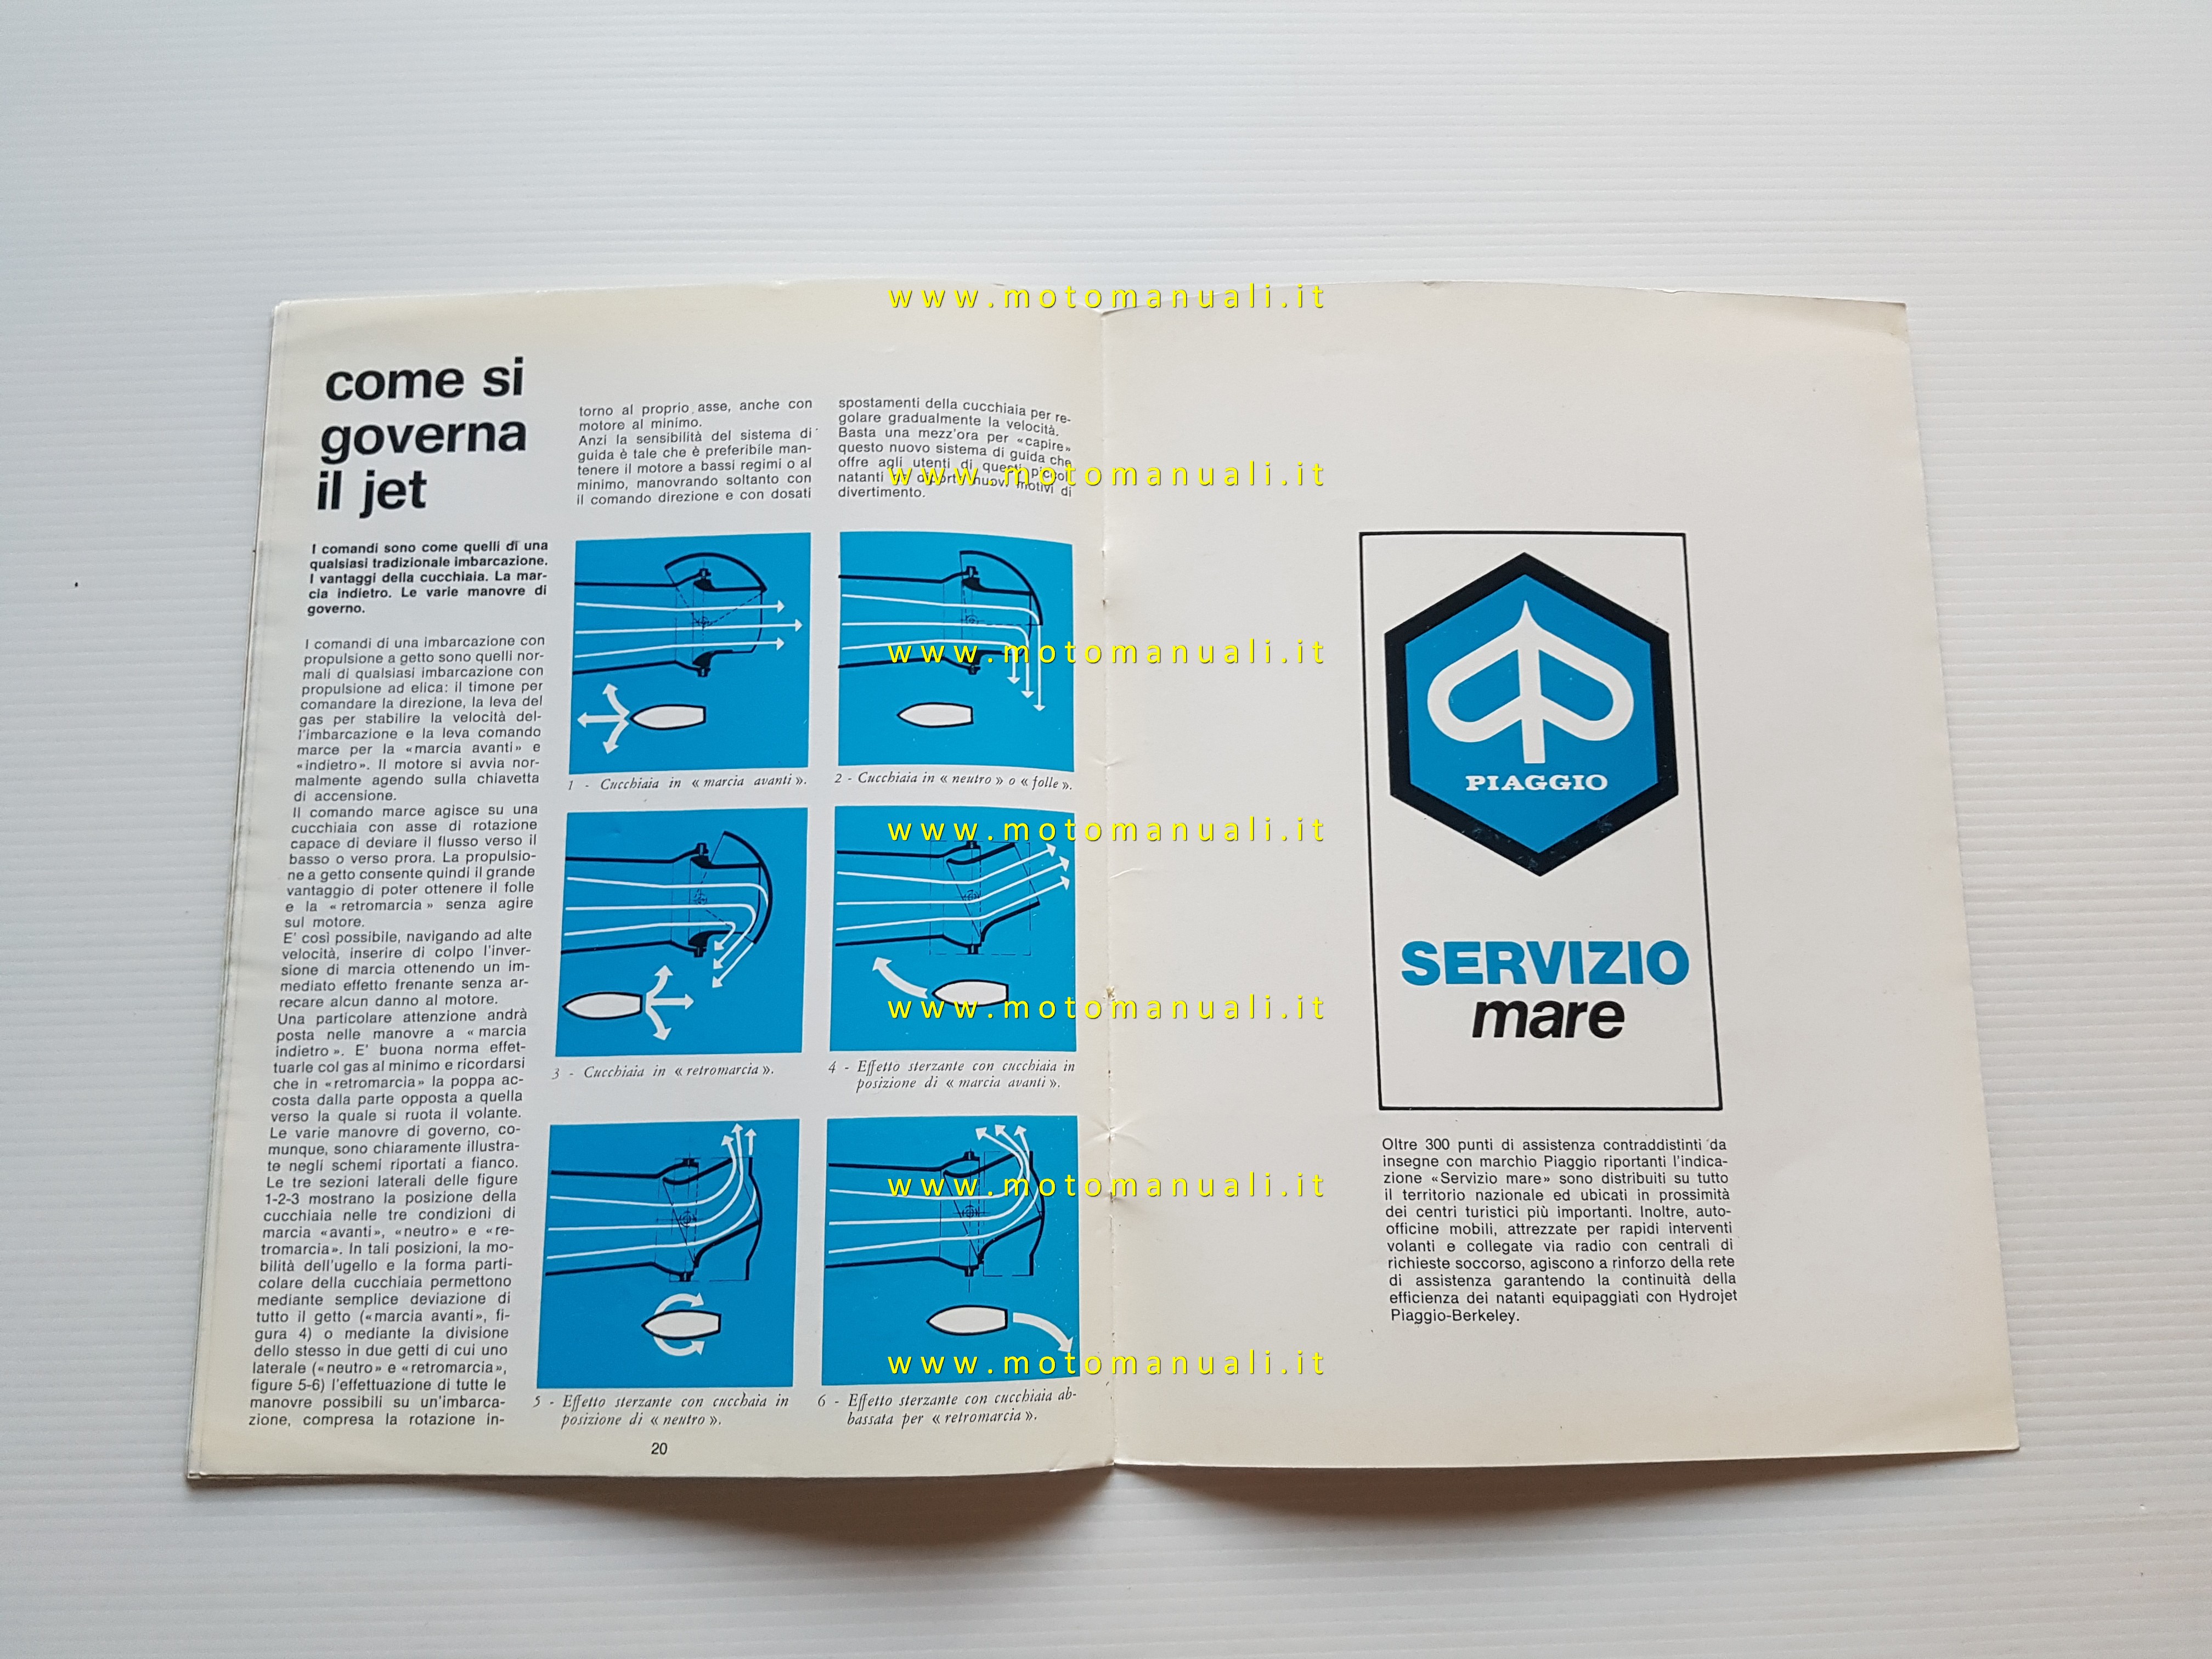 come si
governa
il jet
I comandi sono come quelli di una
qualsiasi tradizionale imbarcazione.
I vantaggi della cucchiaia. La mar-
cia indietro. Le varie manovre di
governo.
I comandi di una imbarcazione con
propulsione a getto sono quelli nor-
mali di qualsiasi imbarcazione con
propulsione ad elica: il timone per
comandare la direzione, la leva del
gas per stabilire la velocità del-
l'imbarcazione e la leva comando
marce per la «marcia avanti» e
«indietro». Il motore si avvia nor-
malmente agendo sulla chiavetta
di accensione.
Il comando marce agisce su una
cucchiaia con asse di rotazione
capace di deviare il flusso verso il
basso o verso prora. La propulsio-
ne a getto consente quindi il grande
vantaggio di poter ottenere il folle
e la «retromarcia» senza agire
sul motore.
E' così possibile, navigando ad alte
velocità, inserire di colpo l'inver-
sione di marcia ottenendo un im-
mediato effetto frenante senza ar-
recare alcun danno al motore.
Una particolare attenzione andrà
posta nelle manovre a «marcia
indietro». E' buona norma effet-
tuarle col gas al minimo e ricordarsi
che in «retromarcia» la poppa ac-
costa dalla parte opposta a quella
verso la quale si ruota il volante.
Le varie manovre di governo, co-
munque, sono chiaramente illustra-
te negli schemi riportati a fianco.
Le tre sezioni laterali delle figure
1-2-3 mostrano la posizione della
cucchiaia nelle tre condizioni di
marcia «avanti», «neutro» e «re-
tromarcia». In tali posizioni, la mo-
bilità dell'ugello e la forma parti-
colare della cucchiaia permettono
mediante semplice deviazione di
tutto il getto («marcia avanti», fi-
gura 4) o mediante la divisione
dello stesso in due getti di cui uno
laterale («neutro» e «retromarcia»,
figure 5-6) l'effettuazione di tutte le
manovre possibili su un'imbarca-
zione, compresa la rotazione in-
torno al proprio asse, anche con
motore al minimo.
Anzi la sensibilità del sistema di
guida è tale che è preferibile man-
tenere il motore a bassi regimi o al
minimo, manovrando soltanto con
il comando direzione e con dosati
spostamenti della cucchiaia per re-
golare gradualmente la velocità.
Basta una mezz'ora per «capire»
questo nuovo sistema di guida che
offre agli utenti di questi piccoli
natanti da diporto nuovi motivi di
divertimento.
1 - Cucchiaia in « marcia avanti ».
2 - Cucchiaia in « neutro » o « folle ».
3 - Cucchiaia in « retromarcia ».
4 - Effetto sterzante con cucchiaia in
posizione di « marcia avanti ».
5 - Effetto sterzante con cucchaia in
posizione di « neutro ».
6 - Effetto sterzante con cucchiaia ab-
bassata per « retromarcia ».
20
PIAGGIO
SERVIZIO
mare
Oltre 300 punti di assistenza contraddistinti da
insegne con marchio Piaggio riportanti l'indica-
zione «Servizio mare» sono distribuiti su tutto
il territorio nazionale ed ubicati in prossimità
dei centri turistici più importanti. Inoltre, auto-
officine mobili, attrezzate per rapidi interventi
volanti e collegate via radio con centrali di
richieste soccorso, agiscono a rinforzo della rete
di assistenza garantendo la continuità della
efficienza dei natanti equipaggiati con Hydrojet
Piaggio-Berkeley.
www.motomanuali.it
www.motomanuali.it
www.motomanuali.it
www.motomanuali.it
www.motomanuali.it
www.motomanuali.it
www.motomanuali.it